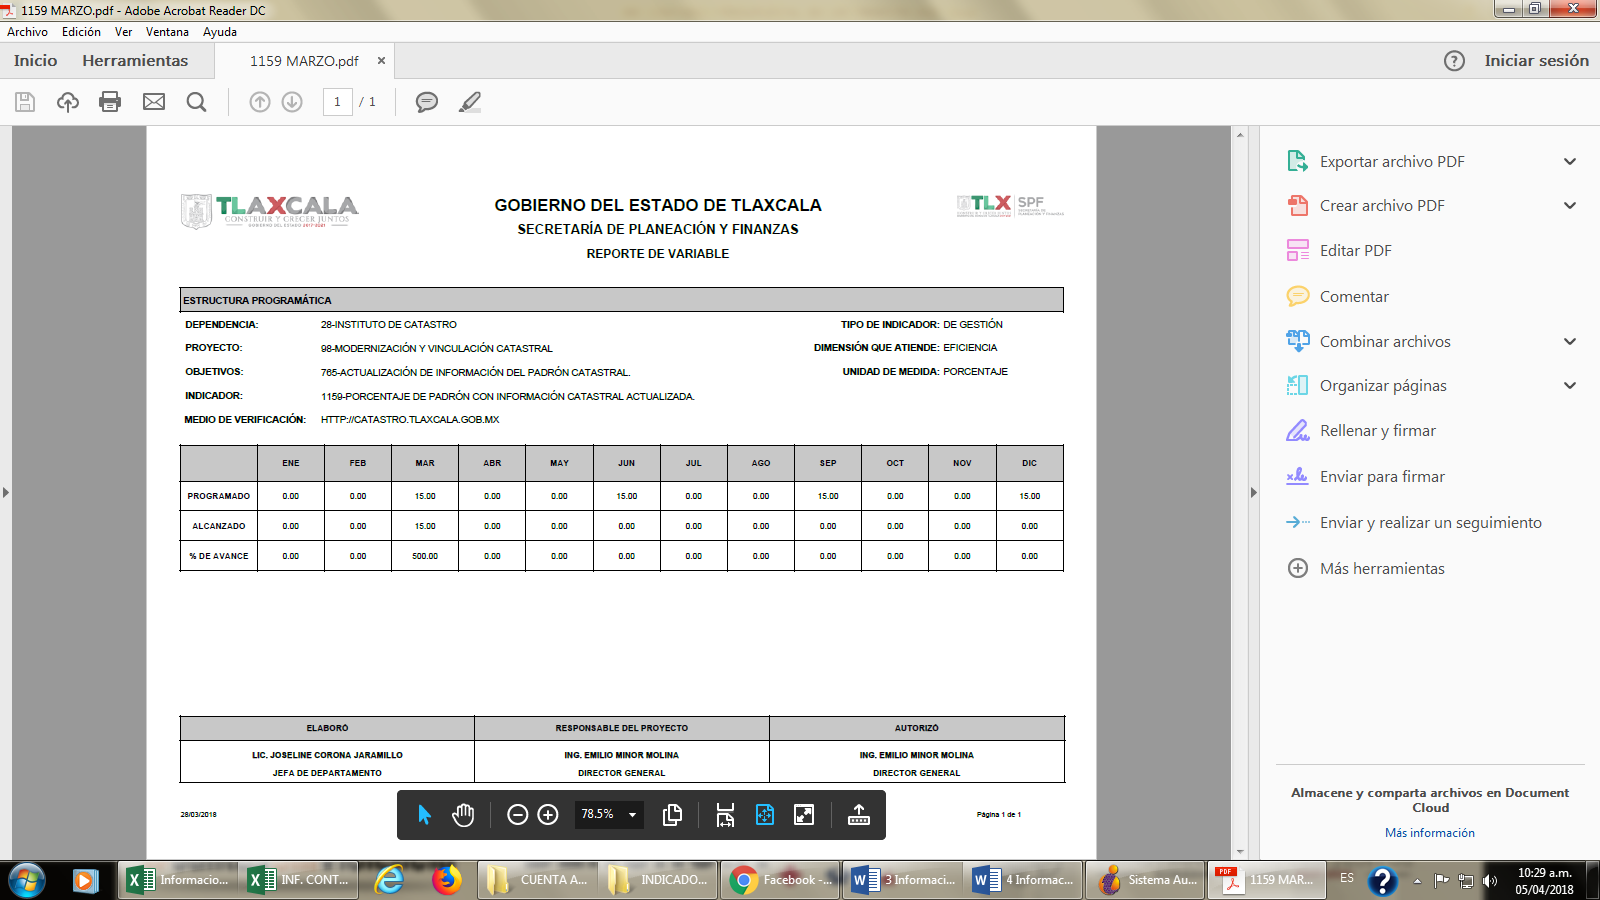 1159 MARZO.pdf - Adobe Acrobat Reader DC
Archivo Edición Ver Ventana Ayuda
Inicio Herramientas 1159 MARZO.pdf × ? Iniciar sesión
1 / 1
TLAXCALA
CONSTRUIR Y CRECER JUNTOS
GOBIERNO DEL ESTADO 2017-2021
TLX SPF
GOBIERNO DEL ESTADO DE TLAXCALA
SECRETARÍA DE PLANEACIÓN Y FINANZAS
REPORTE DE VARIABLE
ESTRUCTURA PROGRAMÁTICA
DEPENDENCIA: 28-INSTITUTO DE CATASTRO TIPO DE INDICADOR: DE GESTIÓN
PROYECTO: 98-MODERNIZACIÓN Y VINCULACIÓN CATASTRAL DIMENSIÓN QUE ATIENDE: EFICIENCIA
OBJETIVOS: 765-ACTUALIZACIÓN DE INFORMACIÓN DEL PADRÓN CATASTRAL. UNIDAD DE MEDIDA: PORCENTAJE
INDICADOR: 1159-PORCENTAJE DE PADRÓN CON INFORMACIÓN CATASTRAL ACTUALIZADA.
MEDIO DE VERIFICACIÓN: HTTP://CATASTRO.TLAXCALA.GOB.MX
ENE FEB MAR ABR MAY JUN JUL AGO SEP OCT NOV DIC
PROGRAMADO 0.00 0.00 15.00 0.00 0.00 15.00 0.00 0.00 15.00 0.00 0.00 15.00
ALCANZADO 0.00 0.00 15.00 0.00 0.00 0.00 0.00 0.00 0.00 0.00 0.00 0.00
% DE AVANCE 0.00 0.00 500.00 0.00 0.00 0.00 0.00 0.00 0.00 0.00 0.00 0.00
ELABORÓ RESPONSABLE DEL PROYECTO AUTORIZÓ
LIC. JOSELINE CORONA JARAMILLO ING. EMILIO MINOR MOLINA ING. EMILIO MINOR MOLINA
JEFA DE DEPARTAMENTO DIRECTOR GENERAL DIRECTOR GENERAL
28/03/2018 Página 1 de 1
78.5%
Exportar archivo PDF
Crear archivo PDF
Editar PDF
Comentar
Combinar archivos
Organizar páginas
Rellenar y firmar
Enviar para firmar
Enviar y realizar un seguimiento
Más herramientas
Almacene y comparta archivos en Document
Cloud
Más información
Informacio... INF. CONT... CUENTA A... INDICADO... Facebook -... 3 Informaci... 4 Informac... Sistema Au... 1159 MAR... ES
10:29 a.m.
05/04/2018